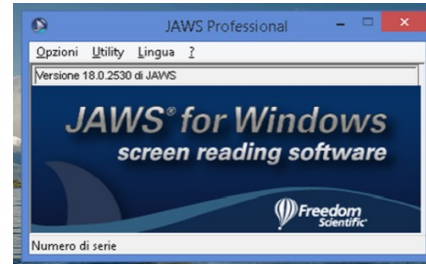 JAWS Professional
Opzioni Utility Lingua ?
Versione 18.0.2530 di JAWS
JAWS® for Windows
screen reading software
Freedom
Scientific
Numero di serie